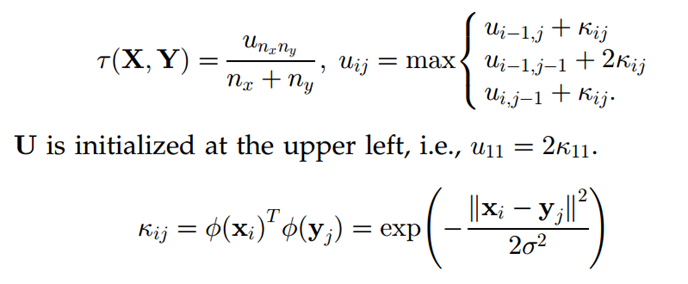 τ(X, Y) = u_{n_x n_y} / (n_x + n_y), u_{ij} = max { u_{i−1,j} + κ_{ij}
u_{i−1,j−1} + 2κ_{ij}
u_{i,j−1} + κ_{ij}.
U is initialized at the upper left, i.e., u_{11} = 2κ_{11}.
κ_{ij} = ϕ(x_i)^T ϕ(y_j) = exp(−‖x_i − y_j‖^2 / 2σ^2)